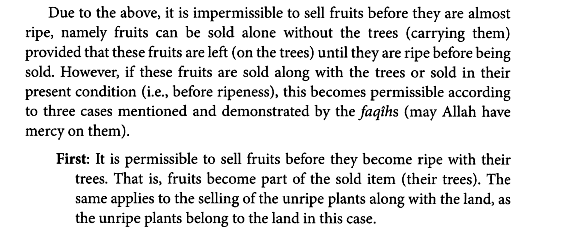 Due to the above, it is impermissible to sell fruits before they are almost
ripe, namely fruits can be sold alone without the trees (carrying them)
provided that these fruits are left (on the trees) until they are ripe before being
sold. However, if these fruits are sold along with the trees or sold in their
present condition (i.e., before ripeness), this becomes permissible according
to three cases mentioned and demonstrated by the faqîhs (may Allah have
mercy on them).
First: It is permissible to sell fruits before they become ripe with their
trees. That is, fruits become part of the sold item (their trees). The
same applies to the selling of the unripe plants along with the land, as
the unripe plants belong to the land in this case.